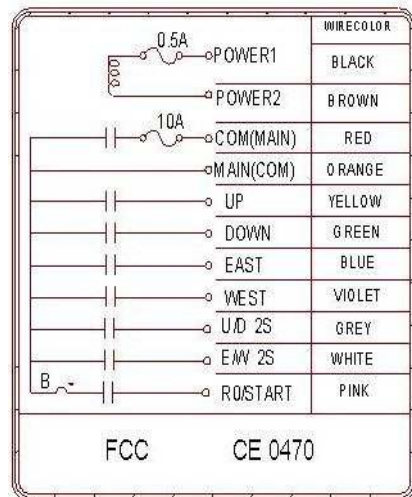 WIRECOLOR
0.5A POWER1 BLACK
POWER2 BROWN
10A COM(MAIN) RED
MAIN(COM) ORANGE
UP YELLOW
DOWN GREEN
EAST BLUE
WEST VIOLET
U/D 2S GREY
E/W 2S WHITE
B RO/START PINK
FCC CE 0470